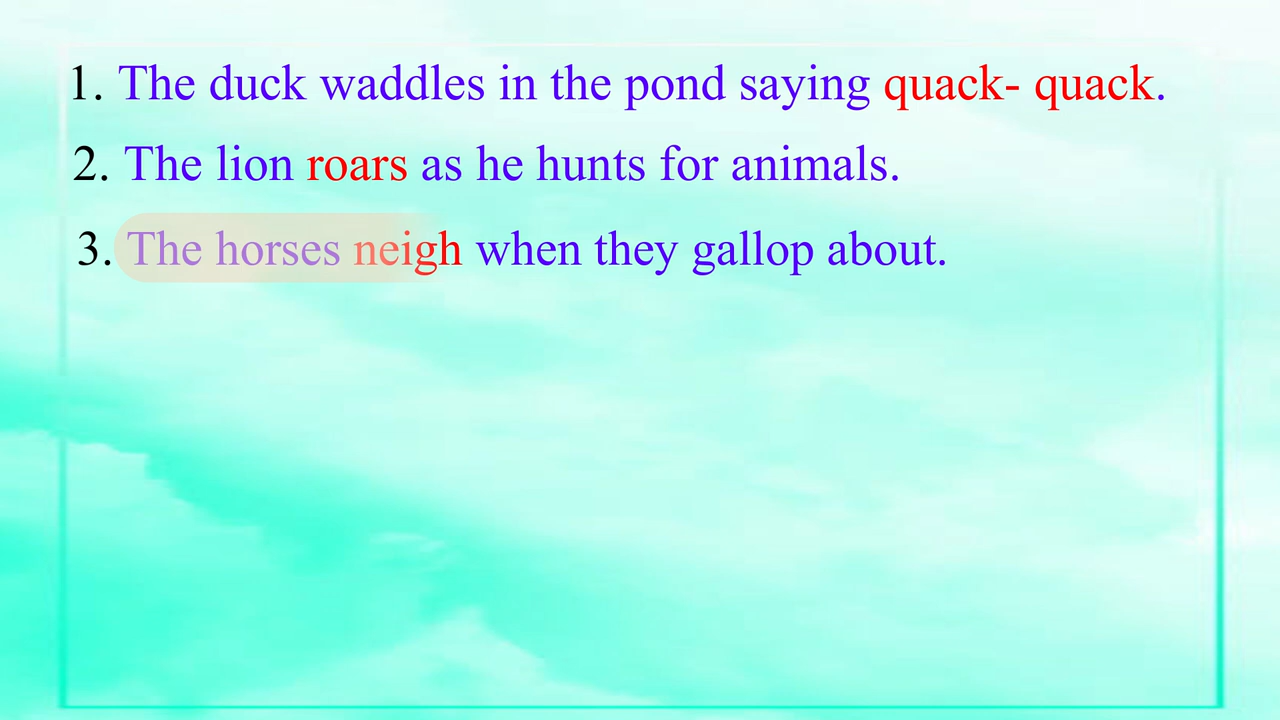 1. The duck waddles in the pond saying quack- quack.
2. The lion roars as he hunts for animals.
3. The horses neigh when they gallop about.